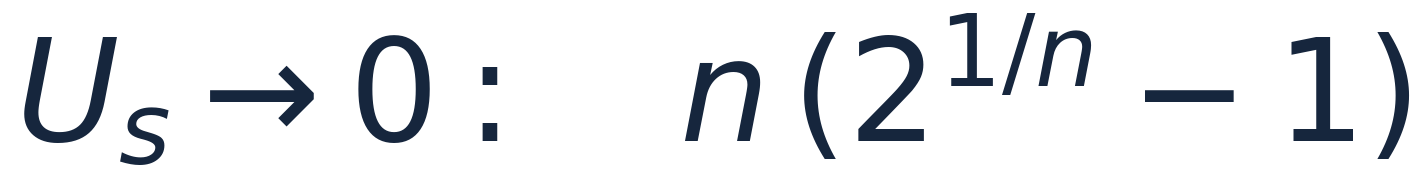 U_s → 0 :   n (2^{1/n} − 1)